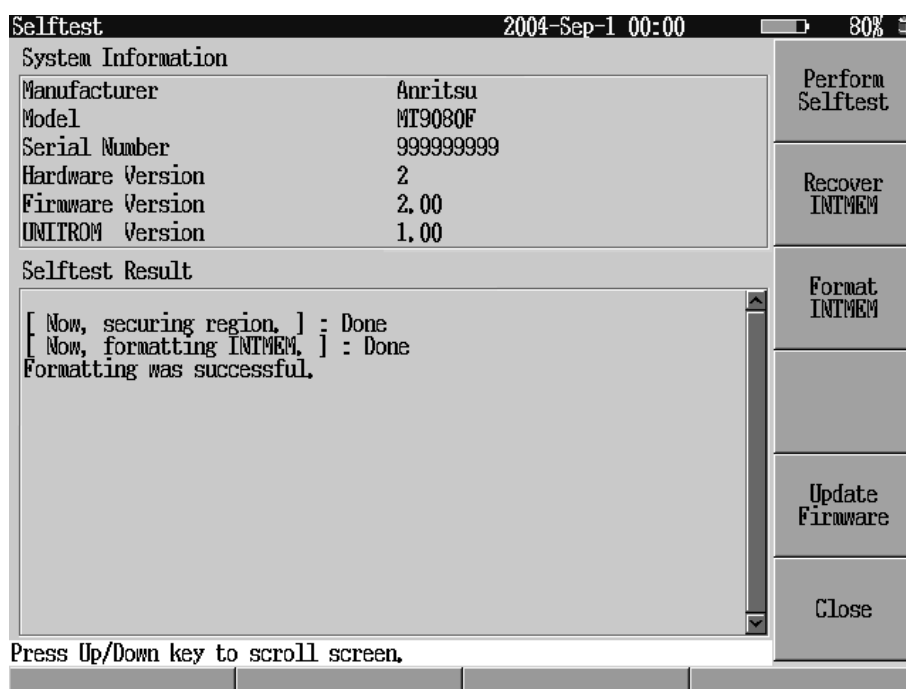 Selftest 2004-Sep-1 00:00 80%
System Information
Manufacturer Anritsu
Model MT9080F
Serial Number 999999999
Hardware Version 2
Firmware Version 2.00
UNITROM Version 1.00
Selftest Result
[ Now, securing region. ] : Done
[ Now, formatting INTMEM. ] : Done
Formatting was successful.
Press Up/Down key to scroll screen.
Perform
Selftest
Recover
INTMEM
Format
INTMEM
Update
Firmware
Close